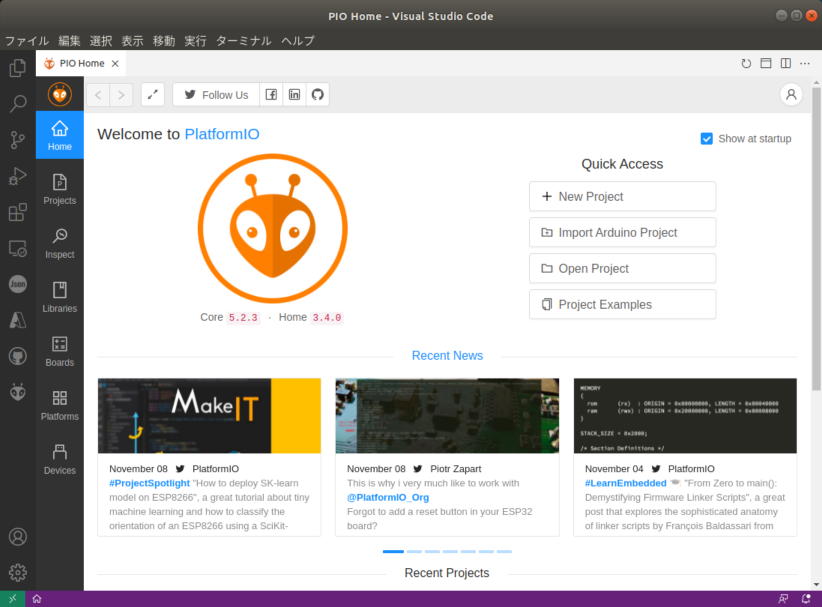 PIO Home - Visual Studio Code
ファイル 編集 選択 表示 移動 実行 ターミナル ヘルプ
PIO Home
Follow Us
Home
Projects
Inspect
Libraries
Boards
Platforms
Devices
Json
Welcome to PlatformIO
Show at startup
Core 5.2.3 · Home 3.4.0
Quick Access
New Project
Import Arduino Project
Open Project
Project Examples
Recent News
Make IT
November 08 PlatformIO
#ProjectSpotlight "How to deploy SK-learn
model on ESP8266", a great tutorial about tiny
machine learning and how to classify the
orientation of an ESP8266 using a SciKit-
November 08 Piotr Zapart
This is why i very much like to work with
@PlatformIO_Org
Forgot to add a reset button in your ESP32
board?
MEMORY
{
rom (rx) : ORIGIN = 0x00000000, LENGTH = 0x00040000
ram (rwx) : ORIGIN = 0x20000000, LENGTH = 0x00008000
}
STACK_SIZE = 0x2000;
/* Section Definitions */
November 04 PlatformIO
#LearnEmbedded "From Zero to main():
Demystifying Firmware Linker Scripts", a great
post that explores the sophisticated anatomy
of linker scripts by François Baldassari from
Recent Projects